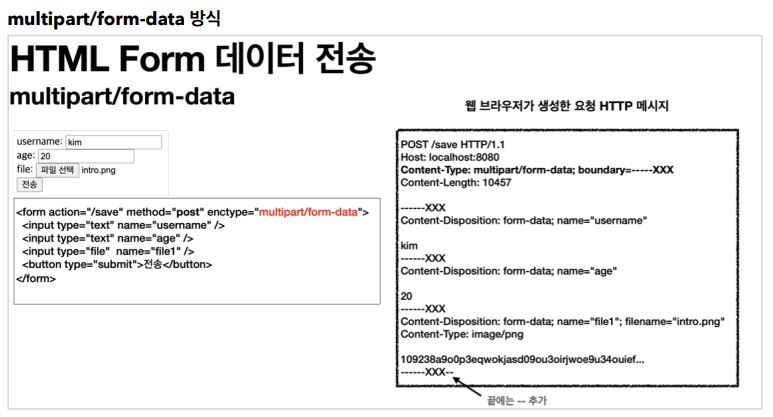 multipart/form-data 방식
HTML Form 데이터 전송
multipart/form-data
username: kim
age: 20
file: 파일 선택 intro.png
전송
<form action="/save" method="post" enctype="multipart/form-data">
<input type="text" name="username" />
<input type="text" name="age" />
<input type="file" name="file1" />
<button type="submit">전송</button>
</form>
웹 브라우저가 생성한 요청 HTTP 메시지
POST /save HTTP/1.1
Host: localhost:8080
Content-Type: multipart/form-data; boundary=-----XXX
Content-Length: 10457
------XXX
Content-Disposition: form-data; name="username"
kim
------XXX
Content-Disposition: form-data; name="age"
20
------XXX
Content-Disposition: form-data; name="file1"; filename="intro.png"
Content-Type: image/png
109238a9o0p3eqwokjasd09ou3oirjwoe9u34ouief...
------XXX--
끝에는 -- 추가